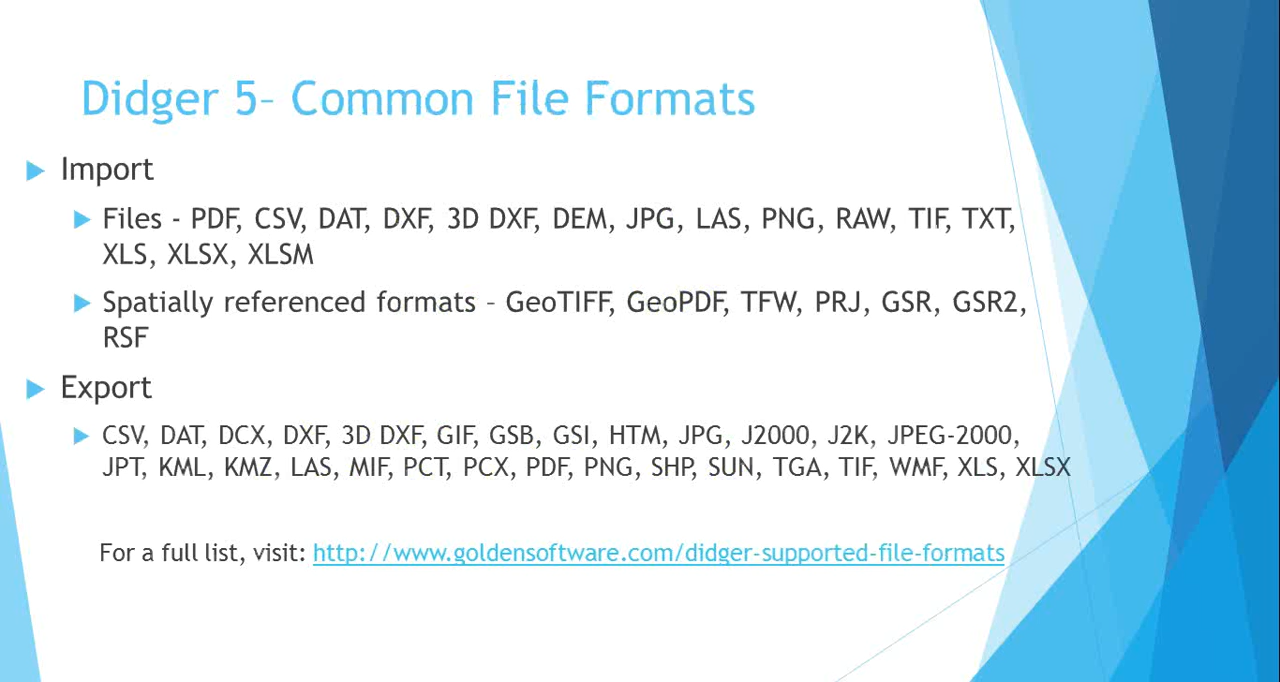 Didger 5– Common File Formats
Import
Files - PDF, CSV, DAT, DXF, 3D DXF, DEM, JPG, LAS, PNG, RAW, TIF, TXT,
XLS, XLSX, XLSM
Spatially referenced formats – GeoTIFF, GeoPDF, TFW, PRJ, GSR, GSR2,
RSF
Export
CSV, DAT, DCX, DXF, 3D DXF, GIF, GSB, GSI, HTM, JPG, J2000, J2K, JPEG-2000,
JPT, KML, KMZ, LAS, MIF, PCT, PCX, PDF, PNG, SHP, SUN, TGA, TIF, WMF, XLS, XLSX
For a full list, visit: http://www.goldensoftware.com/didger-supported-file-formats